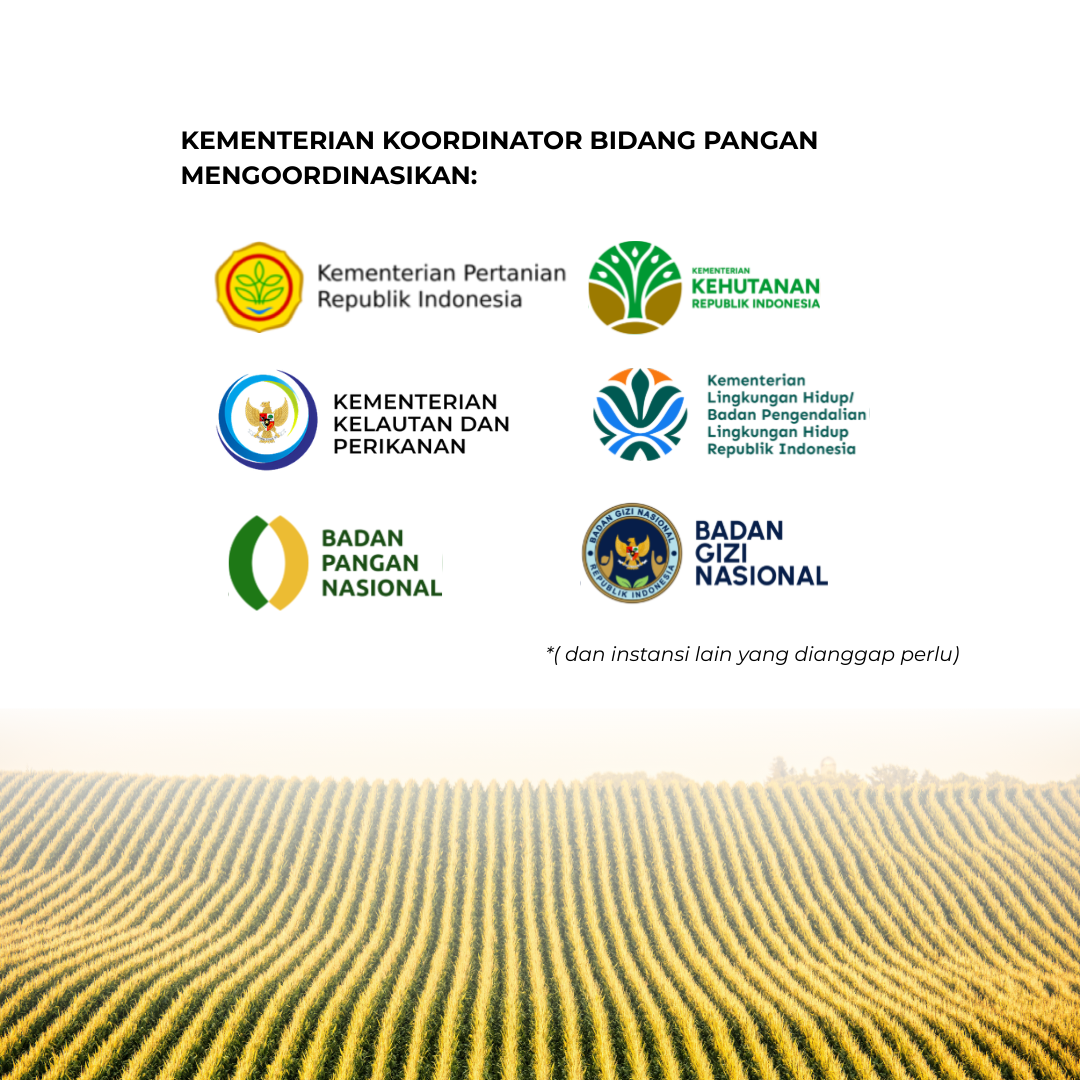 KEMENTERIAN KOORDINATOR BIDANG PANGAN
MENGOORDINASIKAN:
Kementerian Pertanian
Republik Indonesia
KEMENTERIAN
KEHUTANAN
REPUBLIK INDONESIA
KEMENTERIAN
KELAUTAN DAN
PERIKANAN
Kementerian
Lingkungan Hidup/
Badan Pengendalian
Lingkungan Hidup
Republik Indonesia
BADAN
PANGAN
NASIONAL
BADAN GIZI NASIONAL
REPUBLIK INDONESIA
BADAN
GIZI
NASIONAL
*( dan instansi lain yang dianggap perlu)